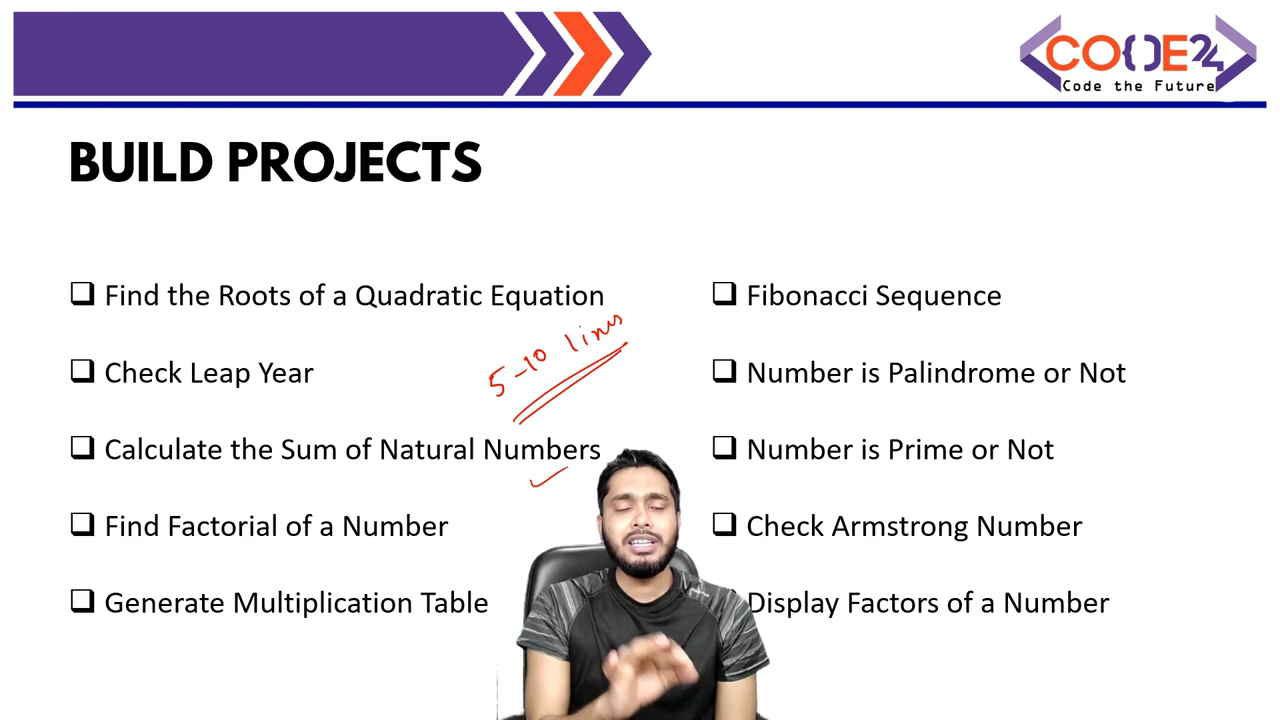 CODE24
Code the Future
BUILD PROJECTS
Find the Roots of a Quadratic Equation
Check Leap Year
Calculate the Sum of Natural Numbers
Find Factorial of a Number
Generate Multiplication Table
5-10 lines
Fibonacci Sequence
Number is Palindrome or Not
Number is Prime or Not
Check Armstrong Number
Display Factors of a Number